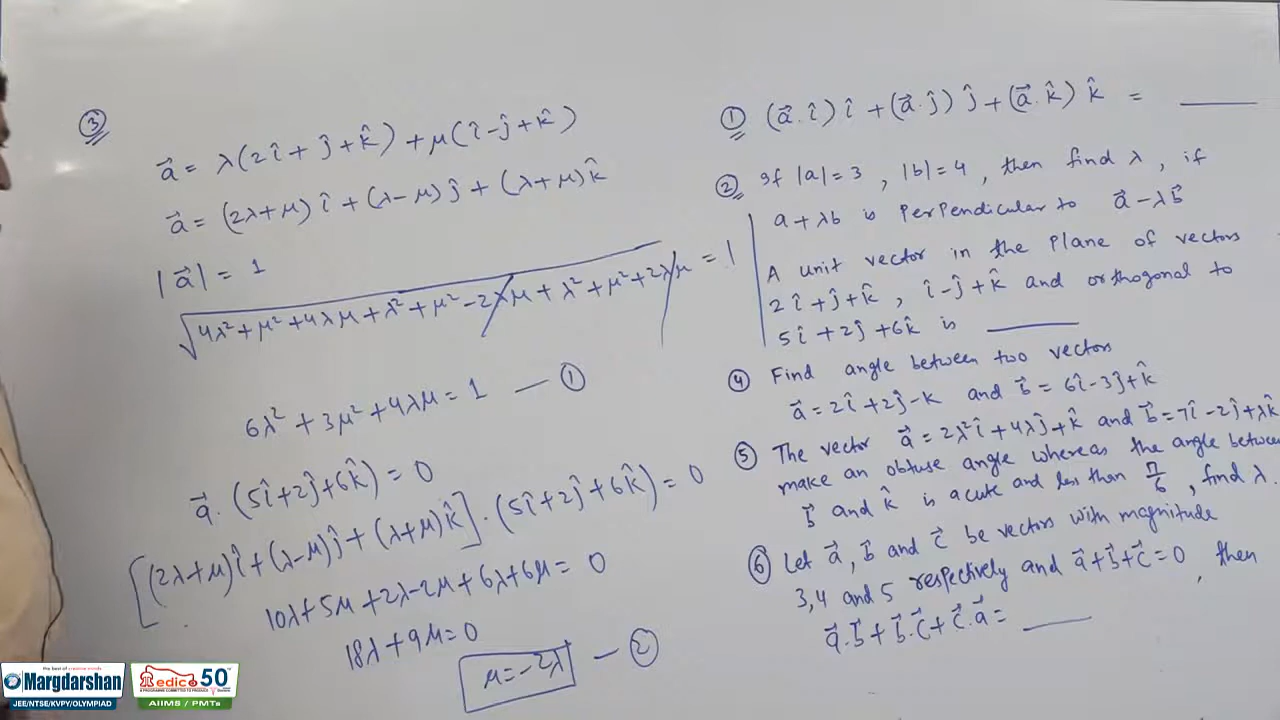 ③
a⃗ = λ(2î + ĵ + k̂) + μ(î - ĵ + k̂)
a⃗ = (2λ+μ) î + (λ-μ) ĵ + (λ+μ) k̂
|a⃗| = 1
√4λ² + μ² + 4λμ + λ² + μ² - 2λμ + λ² + μ² + 2λμ = 1
6λ² + 3μ² + 4λμ = 1 — ①
a⃗ . (5î + 2ĵ + 6k̂) = 0
[(2λ+μ)î + (λ-μ)ĵ + (λ+μ)k̂] . (5î + 2ĵ + 6k̂) = 0
10λ + 5μ + 2λ - 2μ + 6λ + 6μ = 0
18λ + 9μ = 0
μ = -2λ — ②
① (a⃗ . î) î + (a⃗ . ĵ) ĵ + (a⃗ . k̂) k̂ = ____
② If |a| = 3 , |b| = 4 , then find λ , if
a + λb is perpendicular to a⃗ - λb⃗
A unit vector in the plane of vectors
2î + ĵ + k̂ , î - ĵ + k̂ and orthogonal to
5î + 2ĵ + 6k̂ is ____
④ Find angle between two vectors
a⃗ = 2î + 2ĵ - k and b⃗ = 6î - 3ĵ + k̂
⑤ The vector a⃗ = 2λ²î + 4λĵ + k̂ and b⃗ = 7î - 2ĵ + λk̂
make an obtuse angle whereas the angle between
b⃗ and k̂ is acute and less than π/6 , find λ.
⑥ Let a⃗, b⃗ and c⃗ be vectors with magnitude
3, 4 and 5 respectively and a⃗ + b⃗ + c⃗ = 0 , then
a⃗.b⃗ + b⃗.c⃗ + c⃗.a⃗ = ____
Margdarshan
JEE/NTSE/KVPY/OLYMPIAD
Medico 50
AIIMS / PMTs